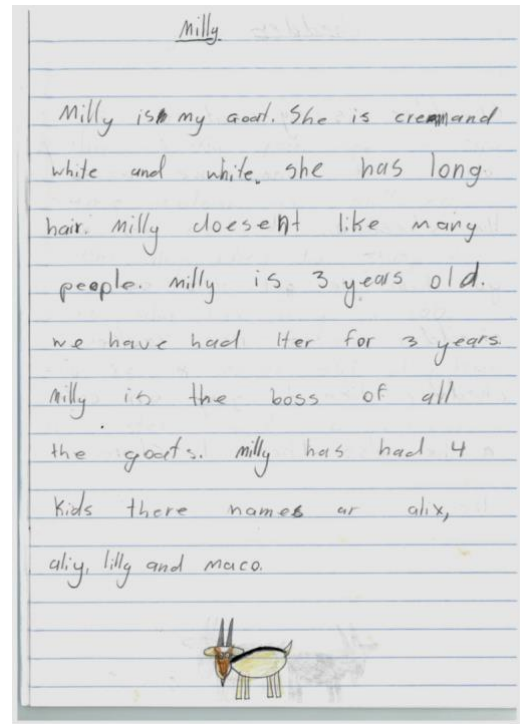 Milly
Milly is my Goat. She is creamand
white and white. she has long
hair. Milly doesent like many
people. Milly is 3 years old.
we have had Her for 3 years.
Milly is the boss of all
the goats. Milly has had 4
Kids there names ar alix,
aliy, lilly and maco.